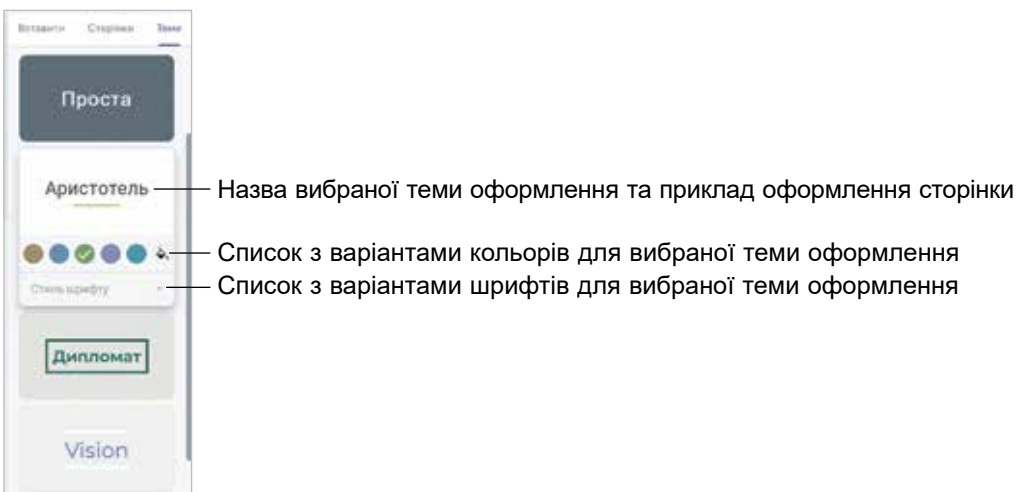 Вставити Сторінки Теми
Проста
Аристотель
Назва вибраної теми оформлення та приклад оформлення сторінки
Список з варіантами кольорів для вибраної теми оформлення
Стиль шрифту
Список з варіантами шрифтів для вибраної теми оформлення
Дипломат
Vision